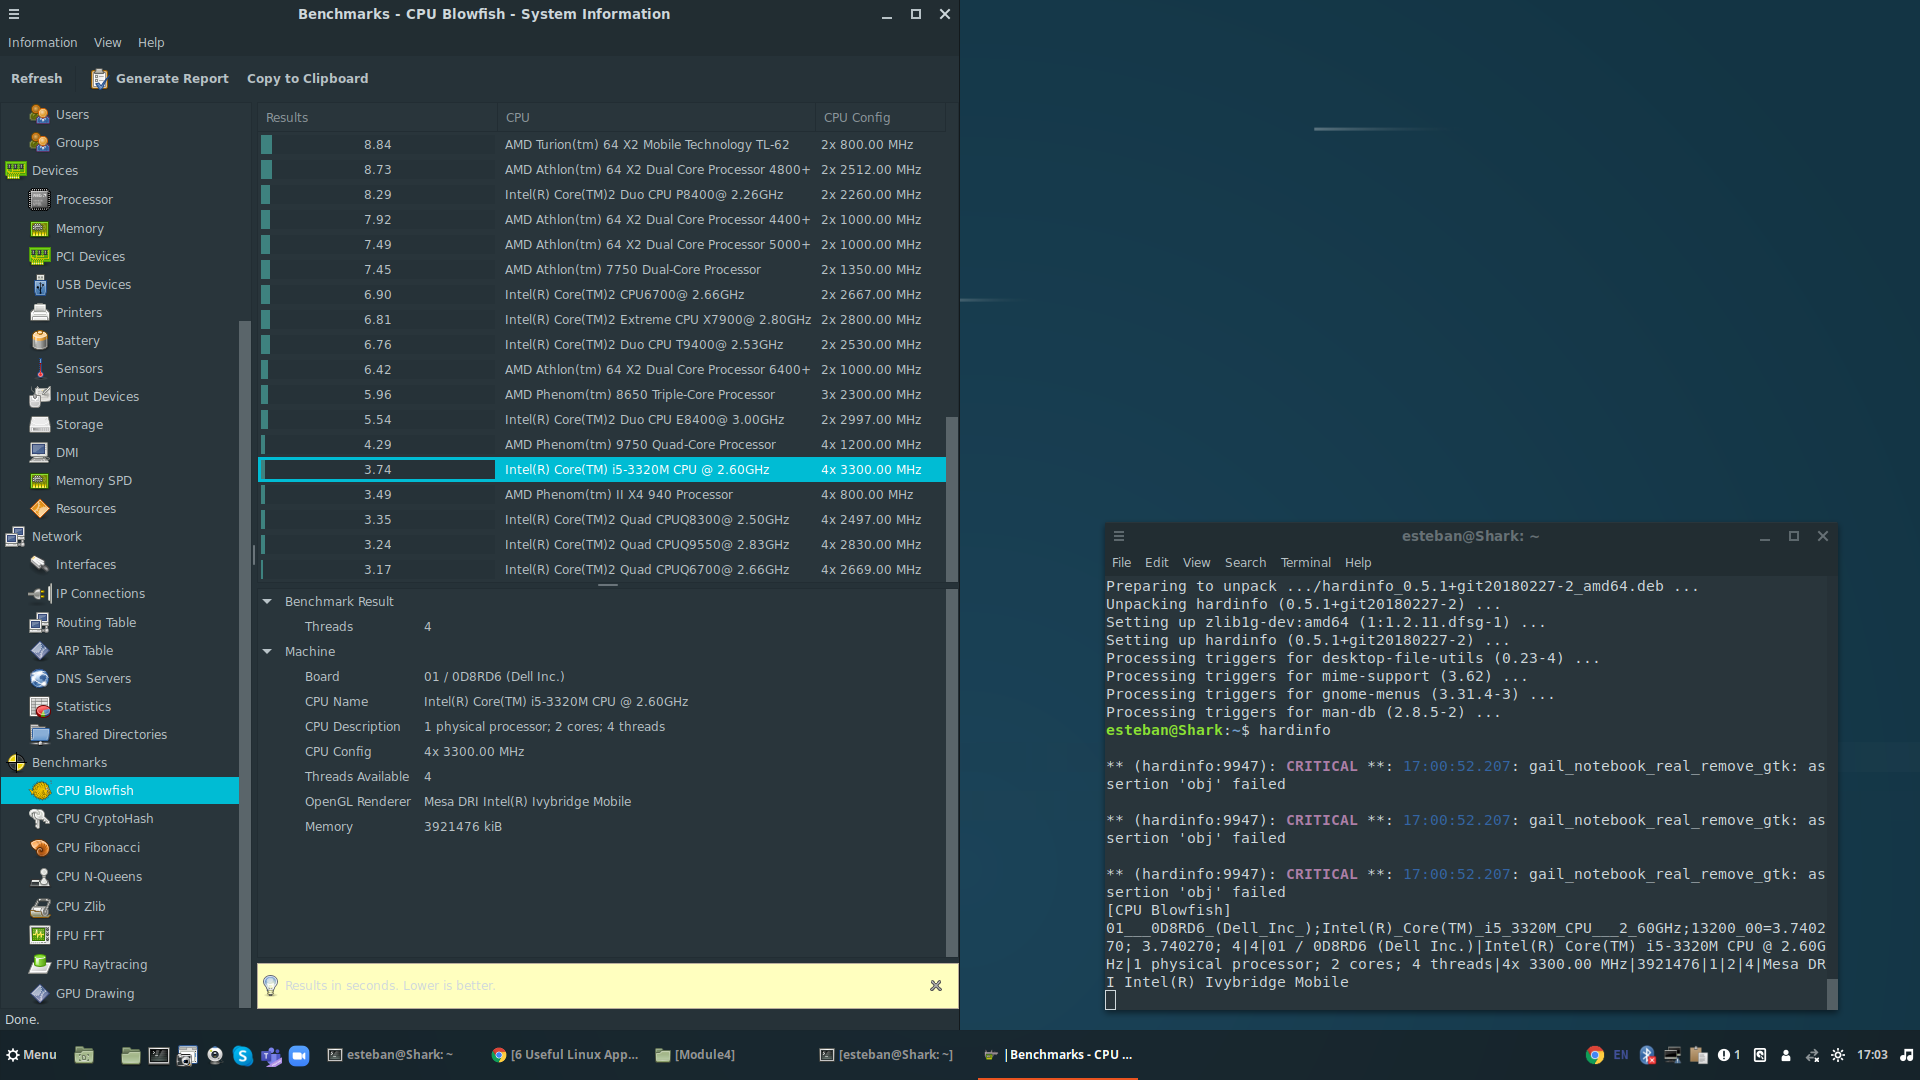 Benchmarks - CPU Blowfish - System Information
Information View Help
Refresh Generate Report Copy to Clipboard
Users
Groups
Devices
Processor
Memory
PCI Devices
USB Devices
Printers
Battery
Sensors
Input Devices
Storage
DMI
Memory SPD
Resources
Network
Interfaces
IP Connections
Routing Table
ARP Table
DNS Servers
Statistics
Shared Directories
Benchmarks
CPU Blowfish
CPU CryptoHash
CPU Fibonacci
CPU N-Queens
CPU Zlib
FPU FFT
FPU Raytracing
GPU Drawing
Done.
Results CPU CPU Config
8.84 AMD Turion(tm) 64 X2 Mobile Technology TL-62 2x 800.00 MHz
8.73 AMD Athlon(tm) 64 X2 Dual Core Processor 4800+ 2x 2512.00 MHz
8.29 Intel(R) Core(TM)2 Duo CPU P8400@ 2.26GHz 2x 2260.00 MHz
7.92 AMD Athlon(tm) 64 X2 Dual Core Processor 4400+ 2x 1000.00 MHz
7.49 AMD Athlon(tm) 64 X2 Dual Core Processor 5000+ 2x 1000.00 MHz
7.45 AMD Athlon(tm) 7750 Dual-Core Processor 2x 1350.00 MHz
6.90 Intel(R) Core(TM)2 CPU6700@ 2.66GHz 2x 2667.00 MHz
6.81 Intel(R) Core(TM)2 Extreme CPU X7900@ 2.80GHz 2x 2800.00 MHz
6.76 Intel(R) Core(TM)2 Duo CPU T9400@ 2.53GHz 2x 2530.00 MHz
6.42 AMD Athlon(tm) 64 X2 Dual Core Processor 6400+ 2x 1000.00 MHz
5.96 AMD Phenom(tm) 8650 Triple-Core Processor 3x 2300.00 MHz
5.54 Intel(R) Core(TM)2 Duo CPU E8400@ 3.00GHz 2x 2997.00 MHz
4.29 AMD Phenom(tm) 9750 Quad-Core Processor 4x 1200.00 MHz
3.74 Intel(R) Core(TM) i5-3320M CPU @ 2.60GHz 4x 3300.00 MHz
3.49 AMD Phenom(tm) II X4 940 Processor 4x 800.00 MHz
3.35 Intel(R) Core(TM)2 Quad CPUQ8300@ 2.50GHz 4x 2497.00 MHz
3.24 Intel(R) Core(TM)2 Quad CPUQ9550@ 2.83GHz 4x 2830.00 MHz
3.17 Intel(R) Core(TM)2 Quad CPUQ6700@ 2.66GHz 4x 2669.00 MHz
Benchmark Result
Threads 4
Machine
Board 01 / 0D8RD6 (Dell Inc.)
CPU Name Intel(R) Core(TM) i5-3320M CPU @ 2.60GHz
CPU Description 1 physical processor; 2 cores; 4 threads
CPU Config 4x 3300.00 MHz
Threads Available 4
OpenGL Renderer Mesa DRI Intel(R) Ivybridge Mobile
Memory 3921476 kiB
Results in seconds. Lower is better.
esteban@Shark: ~
File Edit View Search Terminal Help
Preparing to unpack .../hardinfo_0.5.1+git20180227-2_amd64.deb ...
Unpacking hardinfo (0.5.1+git20180227-2) ...
Setting up zlib1g-dev:amd64 (1:1.2.11.dfsg-1) ...
Setting up hardinfo (0.5.1+git20180227-2) ...
Processing triggers for desktop-file-utils (0.23-4) ...
Processing triggers for mime-support (3.62) ...
Processing triggers for gnome-menus (3.31.4-3) ...
Processing triggers for man-db (2.8.5-2) ...
esteban@Shark:~$ hardinfo
** (hardinfo:9947): CRITICAL **: 17:00:52.207: gail_notebook_real_remove_gtk: as
sertion 'obj' failed
** (hardinfo:9947): CRITICAL **: 17:00:52.207: gail_notebook_real_remove_gtk: as
sertion 'obj' failed
** (hardinfo:9947): CRITICAL **: 17:00:52.207: gail_notebook_real_remove_gtk: as
sertion 'obj' failed
[CPU Blowfish]
01___0D8RD6_(Dell_Inc_);Intel(R)_Core(TM)_i5_3320M_CPU___2_60GHz;13200_00=3.7402
70; 3.740270; 4|4|01 / 0D8RD6 (Dell Inc.)|Intel(R) Core(TM) i5-3320M CPU @ 2.60G
Hz|1 physical processor; 2 cores; 4 threads|4x 3300.00 MHz|3921476|1|2|4|Mesa DR
I Intel(R) Ivybridge Mobile
Menu esteban@Shark: ~ [6 Useful Linux App... [Module4] [esteban@Shark: ~] |Benchmarks - CPU ... EN 1 17:03